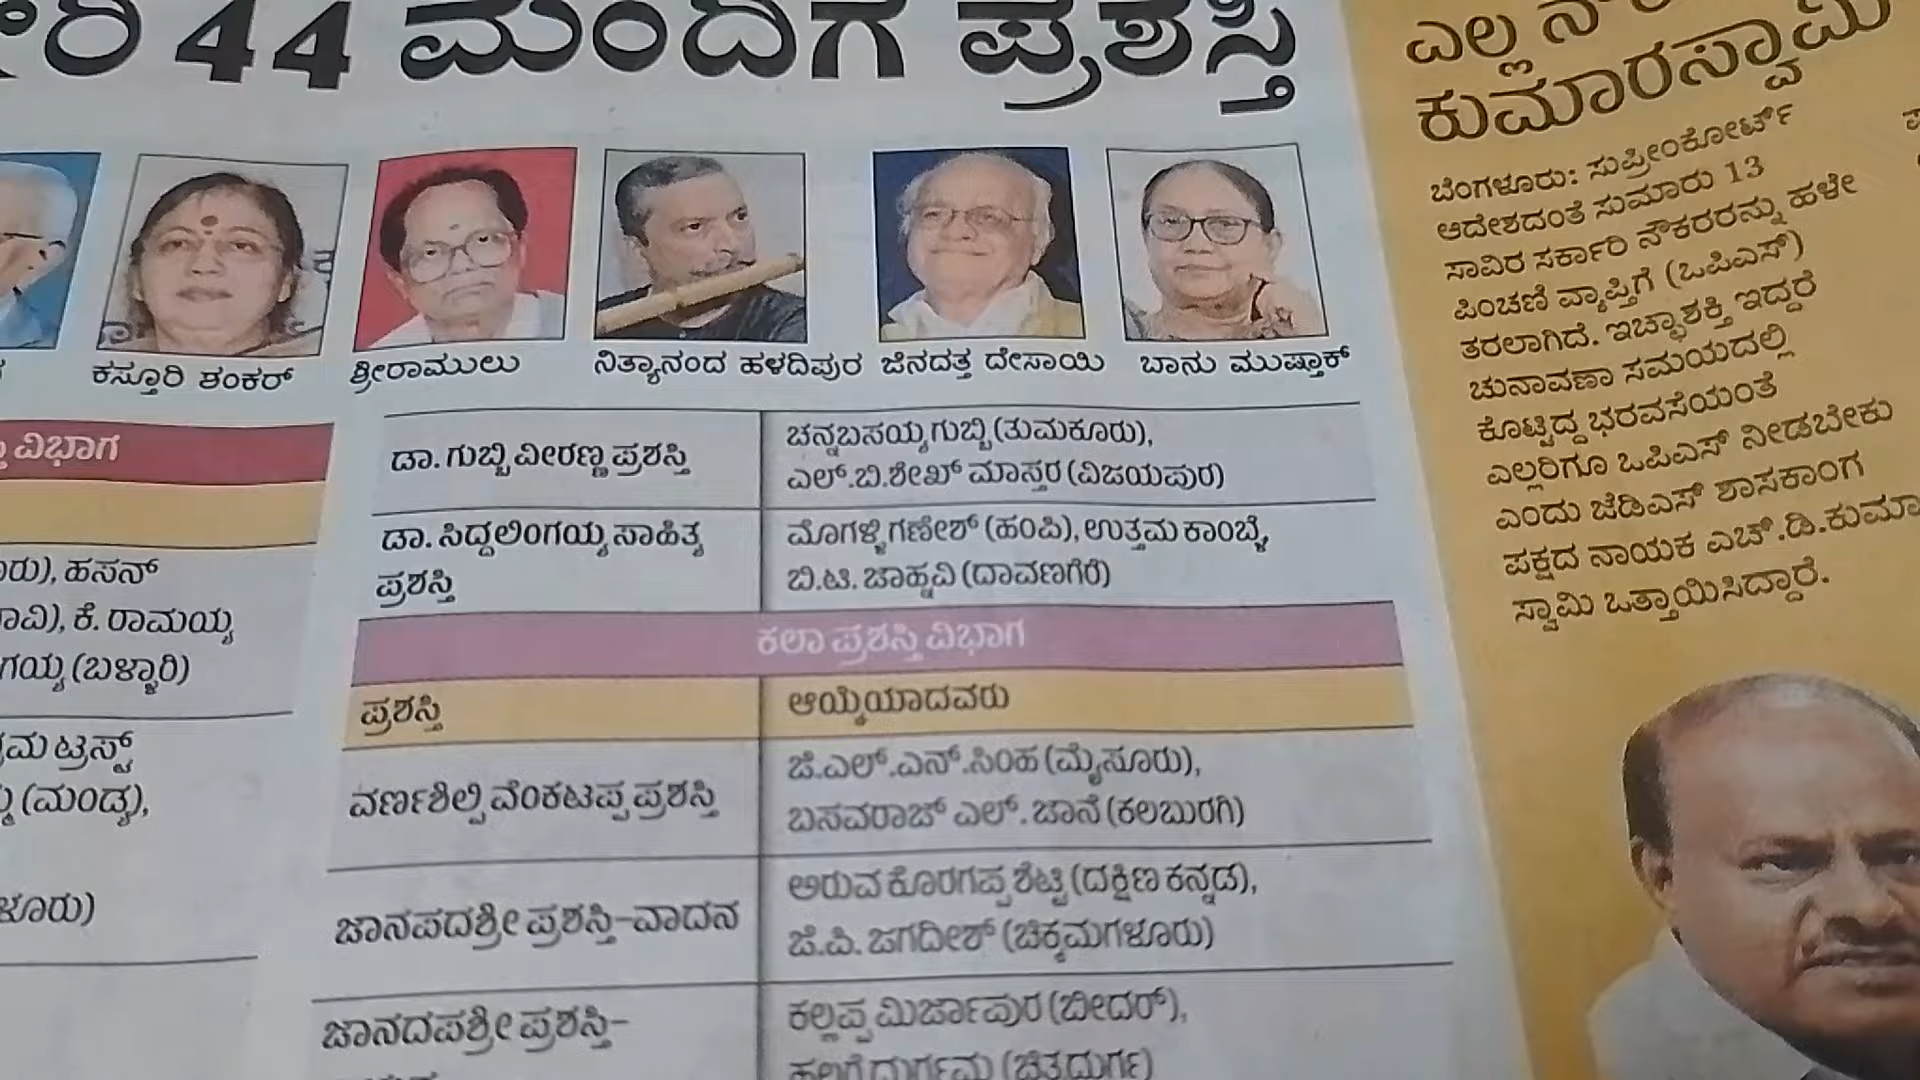 44 ಮಂದಿಗೆ ಪ್ರಶಸ್ತಿ
ಕಸ್ತೂರಿ ಶಂಕರ್
ಶ್ರೀರಾಮುಲು
ನಿತ್ಯಾನಂದ ಹಳದಿಪುರ
ಜಿನದತ್ತ ದೇಸಾಯಿ
ಬಾನು ಮುಷ್ತಾಕ್
ವಿಭಾಗ
ಹಸನ್
ಕೆ. ರಾಮಯ್ಯ
(ಬಳ್ಳಾರಿ)
ಟ್ರಸ್ಟ್
(ಮಂಡ್ಯ),
ಡಾ. ಗುಬ್ಬಿ ವೀರಣ್ಣ ಪ್ರಶಸ್ತಿ
ಚನ್ನಬಸಯ್ಯ ಗುಬ್ಬಿ (ತುಮಕೂರು),
ಎಲ್.ಬಿ.ಶೇಖ್ ಮಾಸ್ತರ (ವಿಜಯಪುರ)
ಡಾ. ಸಿದ್ದಲಿಂಗಯ್ಯ ಸಾಹಿತ್ಯ
ಪ್ರಶಸ್ತಿ
ಮೊಗಳ್ಳಿ ಗಣೇಶ್ (ಹಂಪಿ), ಉತ್ತಮ ಕಾಂಬ್ಳೆ,
ಬಿ.ಟಿ. ಜಾಹ್ನವಿ (ದಾವಣಗೆರೆ)
ಕಲಾ ಪ್ರಶಸ್ತಿ ವಿಭಾಗ
ಪ್ರಶಸ್ತಿ
ಆಯ್ಕೆಯಾದವರು
ವರ್ಣಶಿಲ್ಪಿ ವೆಂಕಟಪ್ಪ ಪ್ರಶಸ್ತಿ
ಜೆ.ಎಲ್.ಎನ್.ಸಿಂಹ (ಮೈಸೂರು),
ಬಸವರಾಜ್ ಎಲ್. ಜಾನೆ (ಕಲಬುರಗಿ)
ಜಾನಪದಶ್ರೀ ಪ್ರಶಸ್ತಿ-ವಾದನ
ಅರುವ ಕೊರಗಪ್ಪ ಶೆಟ್ಟಿ (ದಕ್ಷಿಣ ಕನ್ನಡ),
ಜೆ.ಪಿ. ಜಗದೀಶ್ (ಚಿಕ್ಕಮಗಳೂರು)
ಜಾನದಪಶ್ರೀ ಪ್ರಶಸ್ತಿ-
ಕಲ್ಲಪ್ಪ ಮಿರ್ಜಾಪುರ (ಬೀದರ್),
ಹಲಗೆ ದುರ್ಗಮ್ಮ (ಚಿತ್ರದುರ್ಗ)
ಎಲ್ಲ
ಕುಮಾರಸ್ವಾಮಿ
ಬೆಂಗಳೂರು: ಸುಪ್ರೀಂಕೋರ್ಟ್
ಆದೇಶದಂತೆ ಸುಮಾರು 13
ಸಾವಿರ ಸರ್ಕಾರಿ ನೌಕರರನ್ನು ಹಳೇ
ಪಿಂಚಣಿ ವ್ಯಾಪ್ತಿಗೆ (ಒಪಿಎಸ್)
ತರಲಾಗಿದೆ. ಇಚ್ಛಾಶಕ್ತಿ ಇದ್ದರೆ
ಚುನಾವಣಾ ಸಮಯದಲ್ಲಿ
ಕೊಟ್ಟಿದ್ದ ಭರವಸೆಯಂತೆ
ಎಲ್ಲರಿಗೂ ಒಪಿಎಸ್ ನೀಡಬೇಕು
ಎಂದು ಜೆಡಿಎಸ್ ಶಾಸಕಾಂಗ
ಪಕ್ಷದ ನಾಯಕ ಎಚ್.ಡಿ.ಕುಮಾ
ಸ್ವಾಮಿ ಒತ್ತಾಯಿಸಿದ್ದಾರೆ.